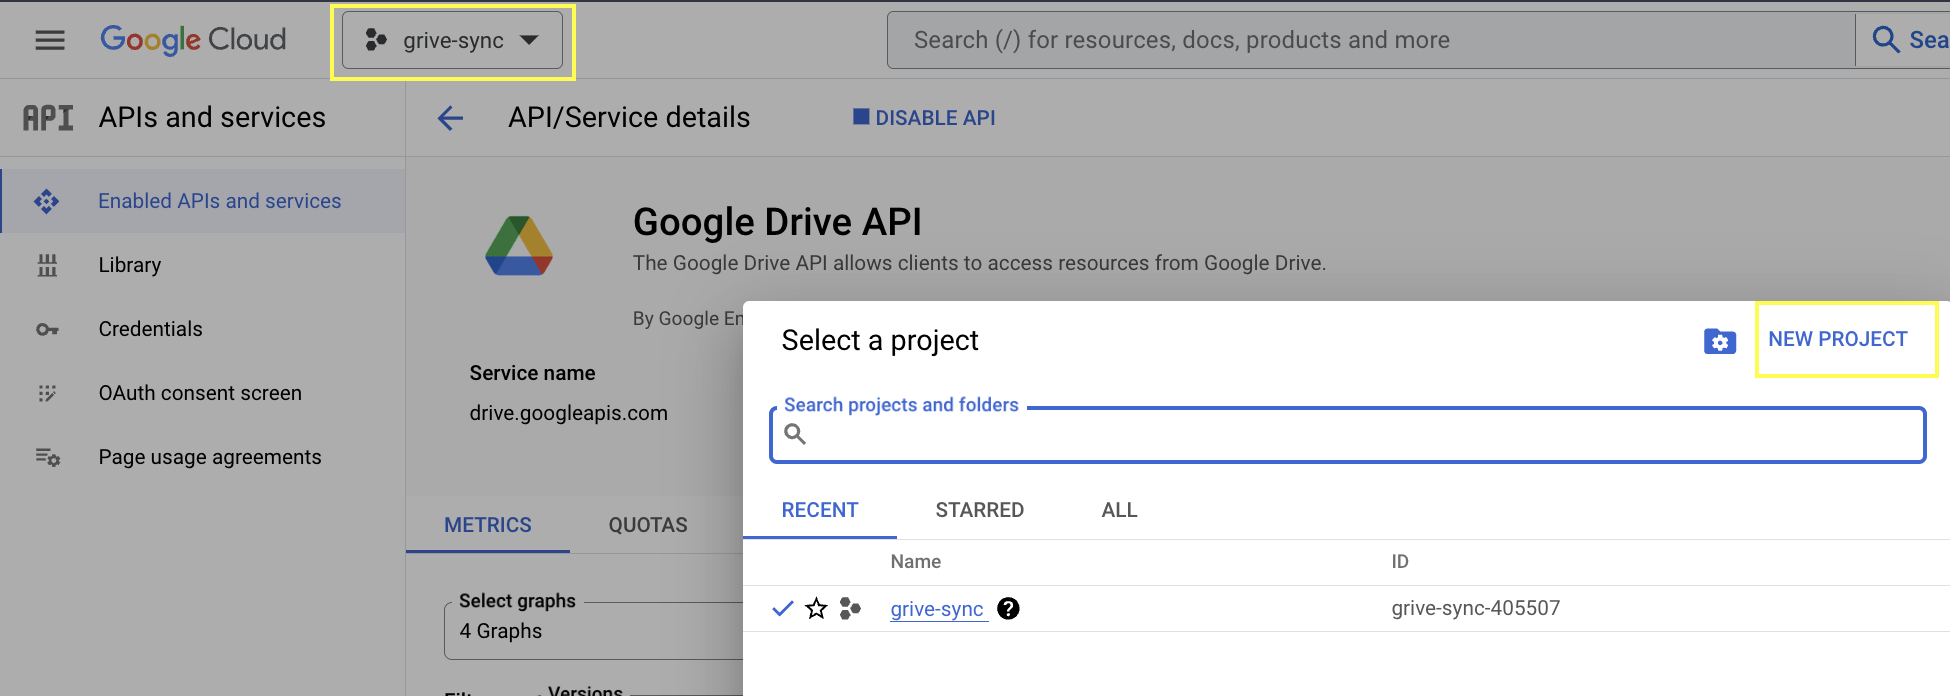 Google Cloud
grive-sync
Search (/) for resources, docs, products and more
Sea
API
APIs and services
API/Service details
DISABLE API
Enabled APIs and services
Library
Credentials
OAuth consent screen
Page usage agreements
Google Drive API
The Google Drive API allows clients to access resources from Google Drive.
By Google En
Service name
drive.googleapis.com
METRICS
QUOTAS
Select graphs
4 Graphs
Versions
Select a project
NEW PROJECT
Search projects and folders
RECENT
STARRED
ALL
Name
ID
grive-sync
grive-sync-405507